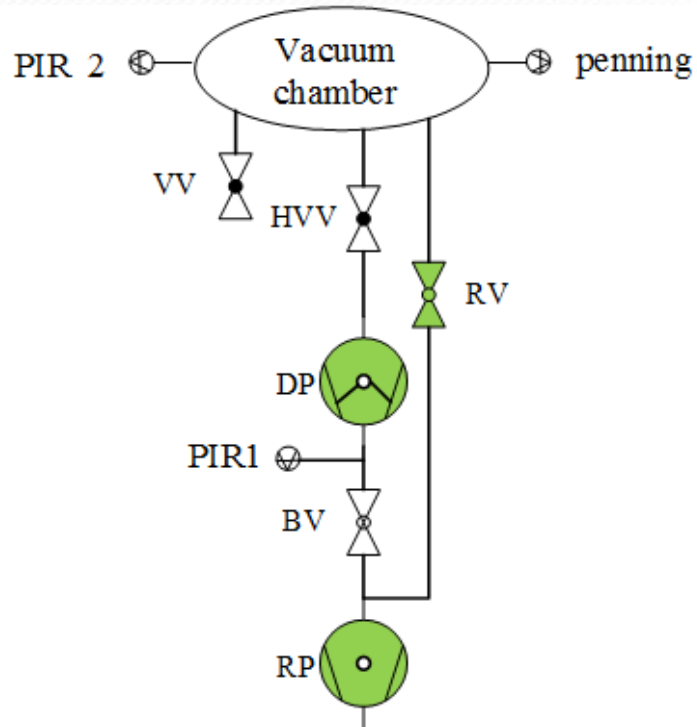 Vacuum
chamber
PIR 2
penning
VV
HVV
RV
DP
PIR1
BV
RP